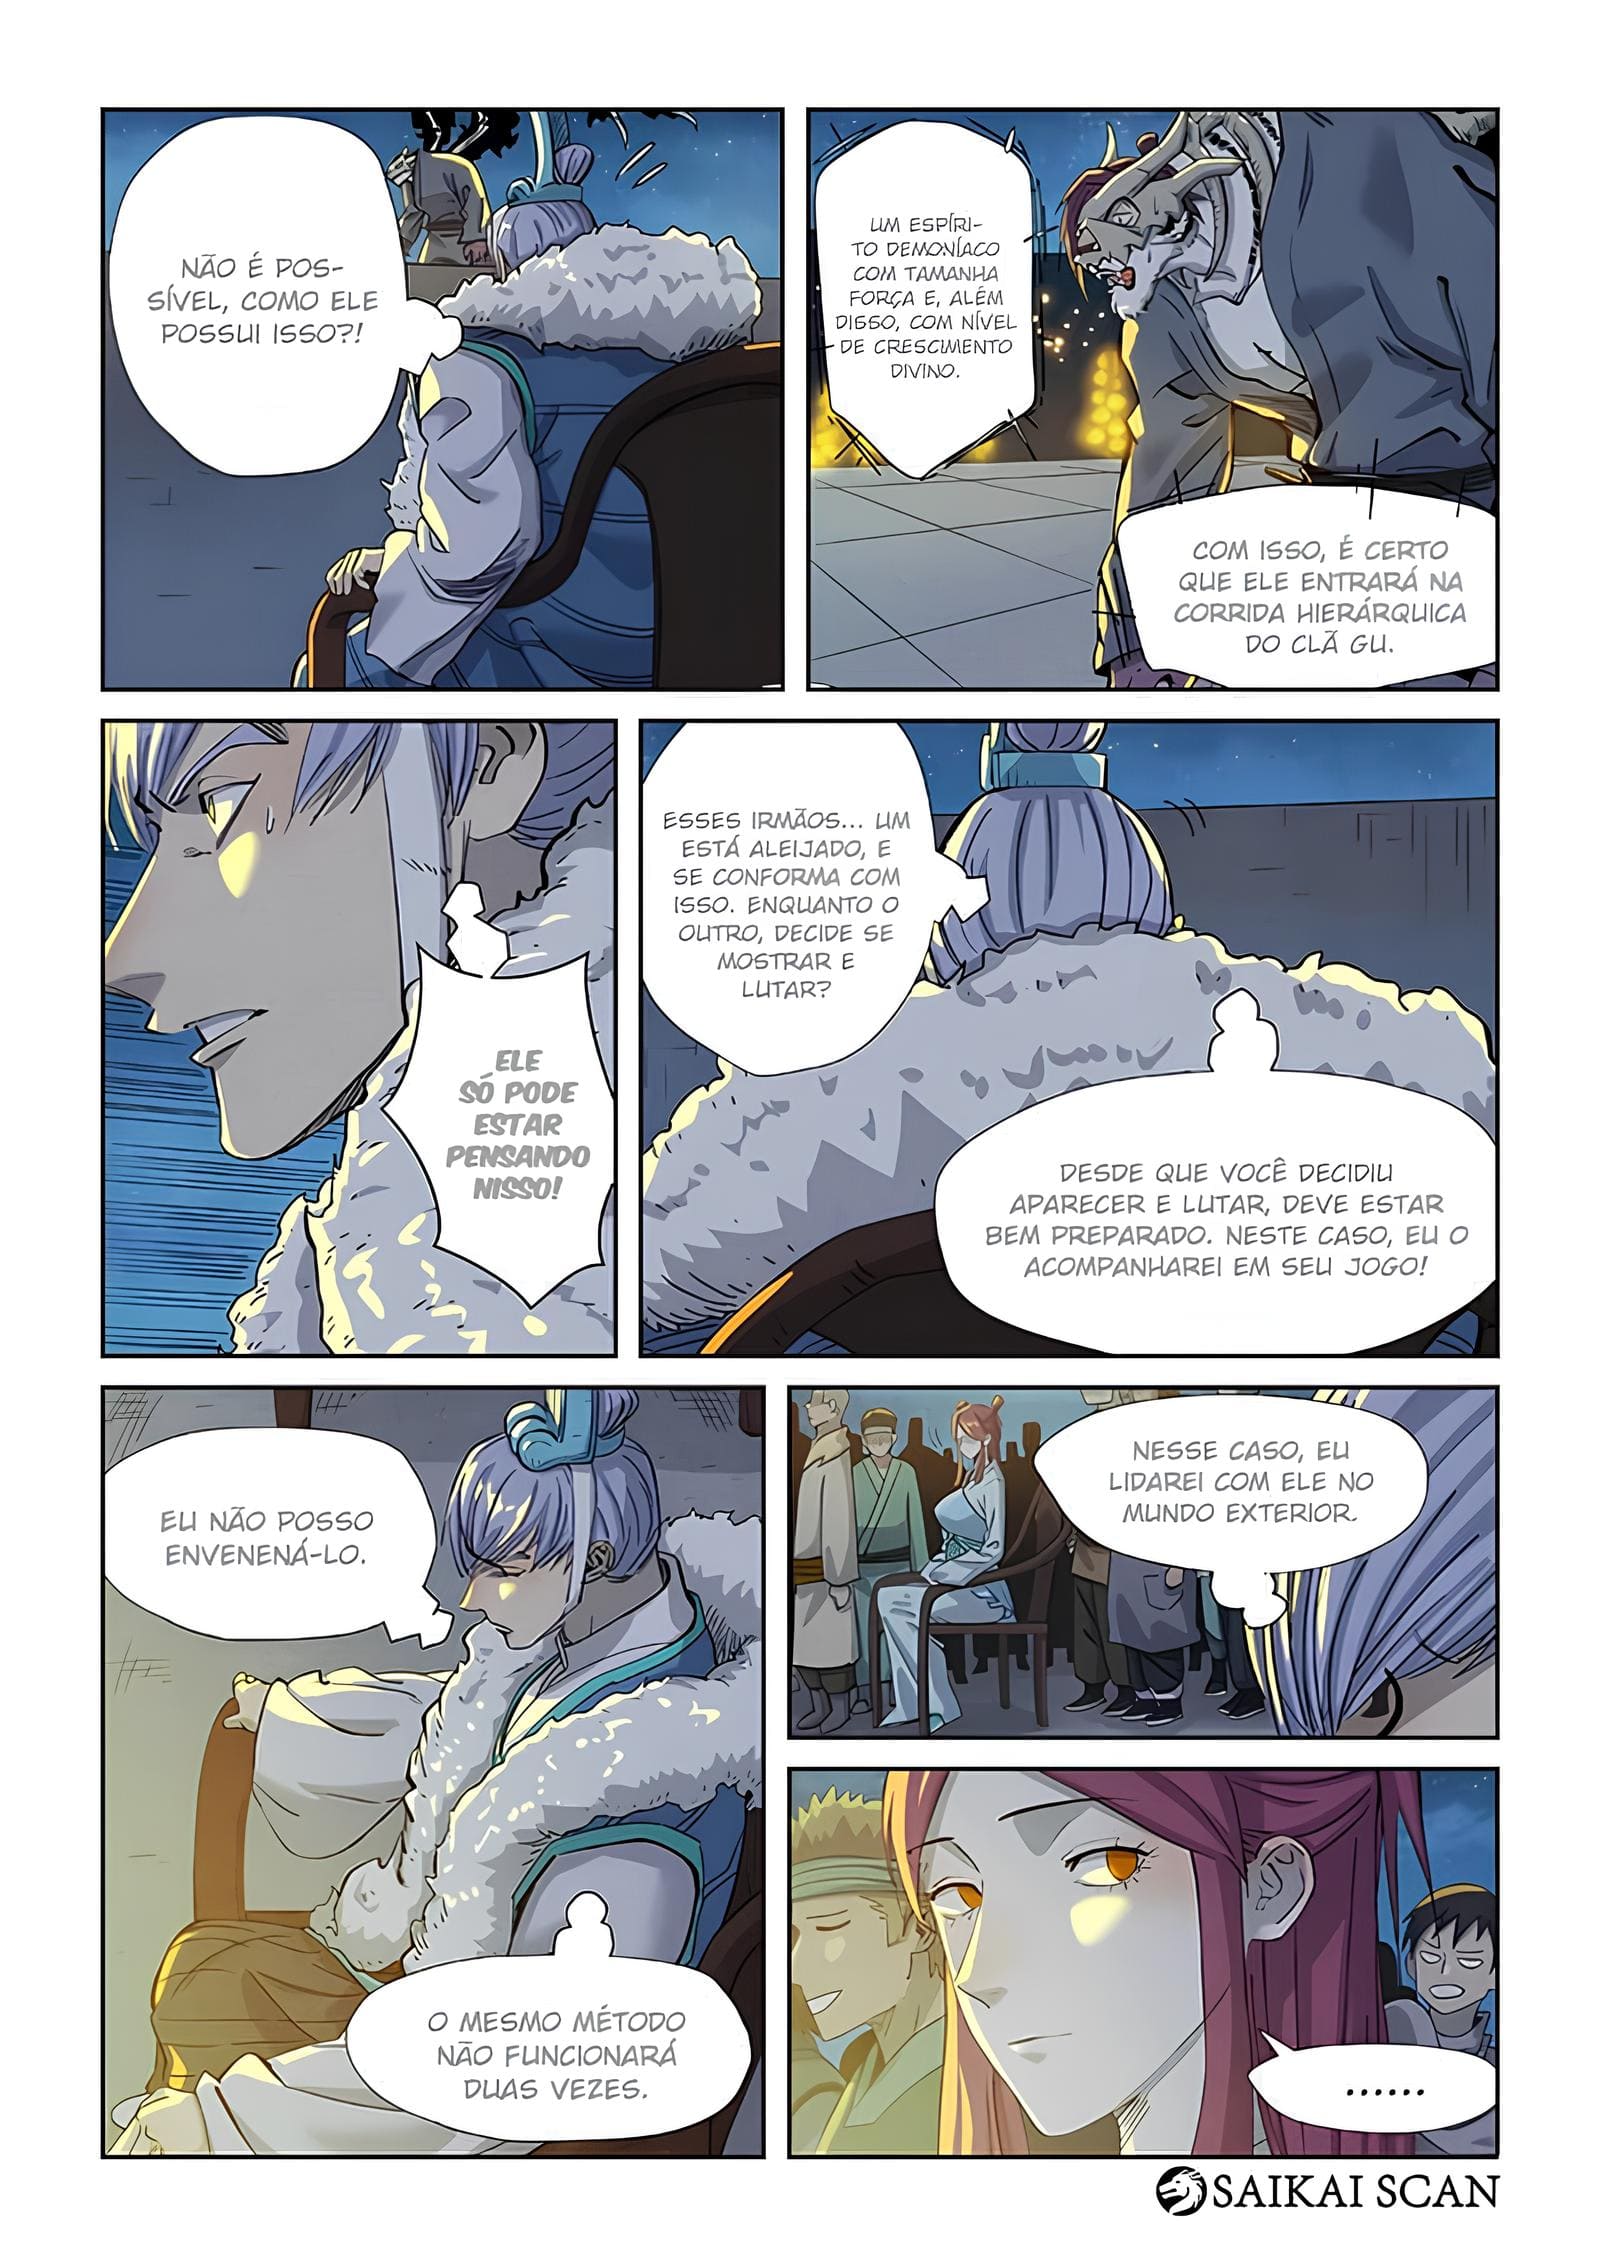 NÃO É POS-
SÍVEL, COMO ELE
POSSUI ISSO?!
UM ESPÍRI-
TO DEMONÍACO
COM TAMANHA
FORÇA E, ALÉM
DISSO, COM NÍVEL
DE CRESCIMENTO
DIVINO.
COM ISSO, É CERTO
QUE ELE ENTRARÁ NA
CORRIDA HIERÁRQUICA
DO CLÃ GU.
ELE
SÓ PODE
ESTAR
PENSANDO
NISSO!
ESSES IRMÃOS... UM
ESTÁ ALEIJADO, E
SE CONFORMA COM
ISSO. ENQUANTO O
OUTRO, DECIDE SE
MOSTRAR E
LUTAR?
DESDE QUE VOCÊ DECIDIU
APARECER E LUTAR, DEVE ESTAR
BEM PREPARADO. NESTE CASO, EU O
ACOMPANHAREI EM SEU JOGO!
EU NÃO POSSO
ENVENENÁ-LO.
O MESMO MÉTODO
NÃO FUNCIONARÁ
DUAS VEZES.
NESSE CASO, EU
LIDAREI COM ELE NO
MUNDO EXTERIOR.
......
SAIKAI SCAN